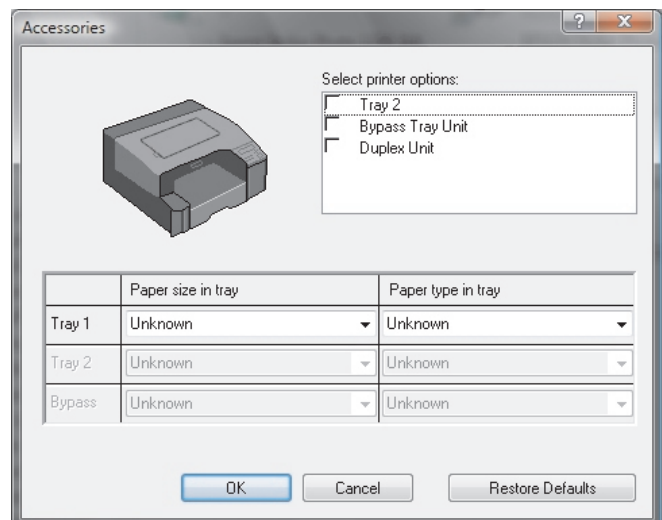 Accessories
Select printer options:
Tray 2
Bypass Tray Unit
Duplex Unit
Paper size in tray Paper type in tray
Tray 1 Unknown Unknown
Tray 2 Unknown Unknown
Bypass Unknown Unknown
OK Cancel Restore Defaults